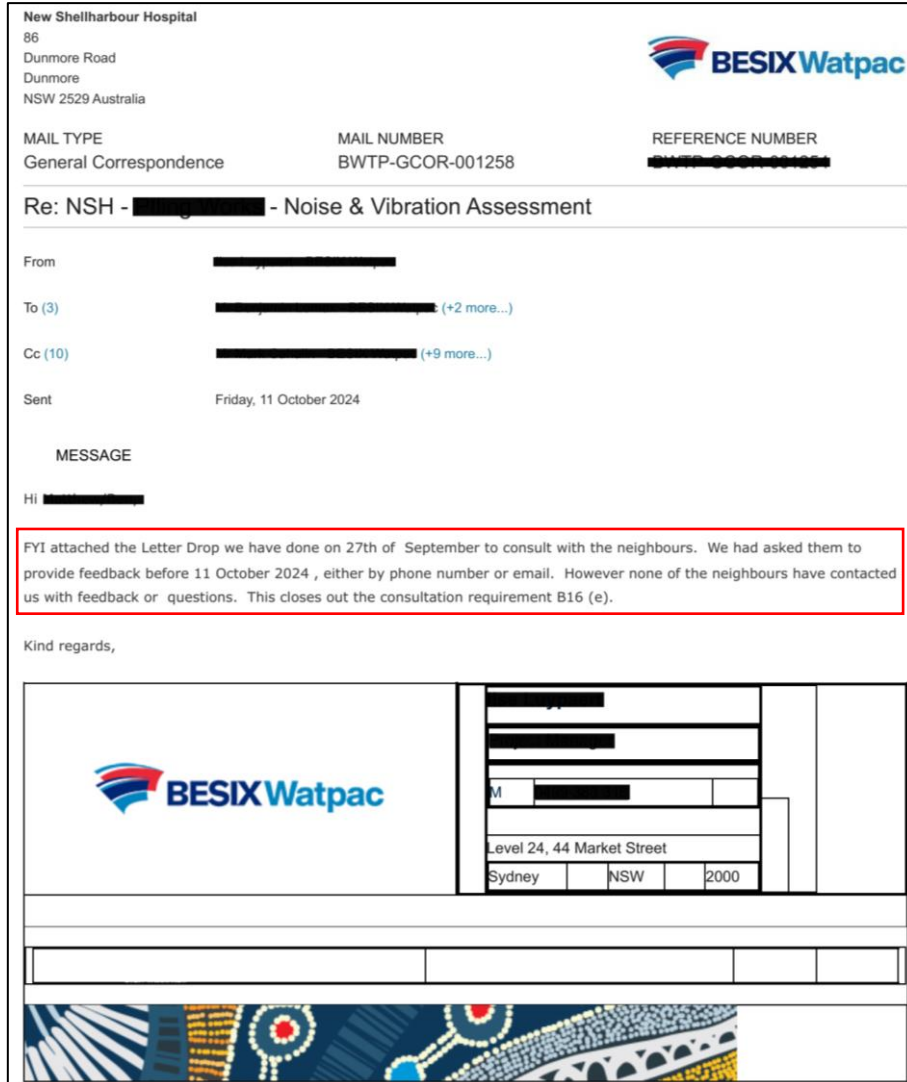 New Shellharbour Hospital
86
Dunmore Road
Dunmore
NSW 2529 Australia
BESIX Watpac
MAIL TYPE
General Correspondence
MAIL NUMBER
BWTP-GCOR-001258
REFERENCE NUMBER
Re: NSH - - Noise & Vibration Assessment
From
To (3) (+2 more...)
Cc (10) (+9 more...)
Sent Friday, 11 October 2024
MESSAGE
Hi
FYI attached the Letter Drop we have done on 27th of September to consult with the neighbours. We had asked them to
provide feedback before 11 October 2024 , either by phone number or email. However none of the neighbours have contacted
us with feedback or questions. This closes out the consultation requirement B16 (e).
Kind regards,
BESIX Watpac
M
Level 24, 44 Market Street
Sydney NSW 2000